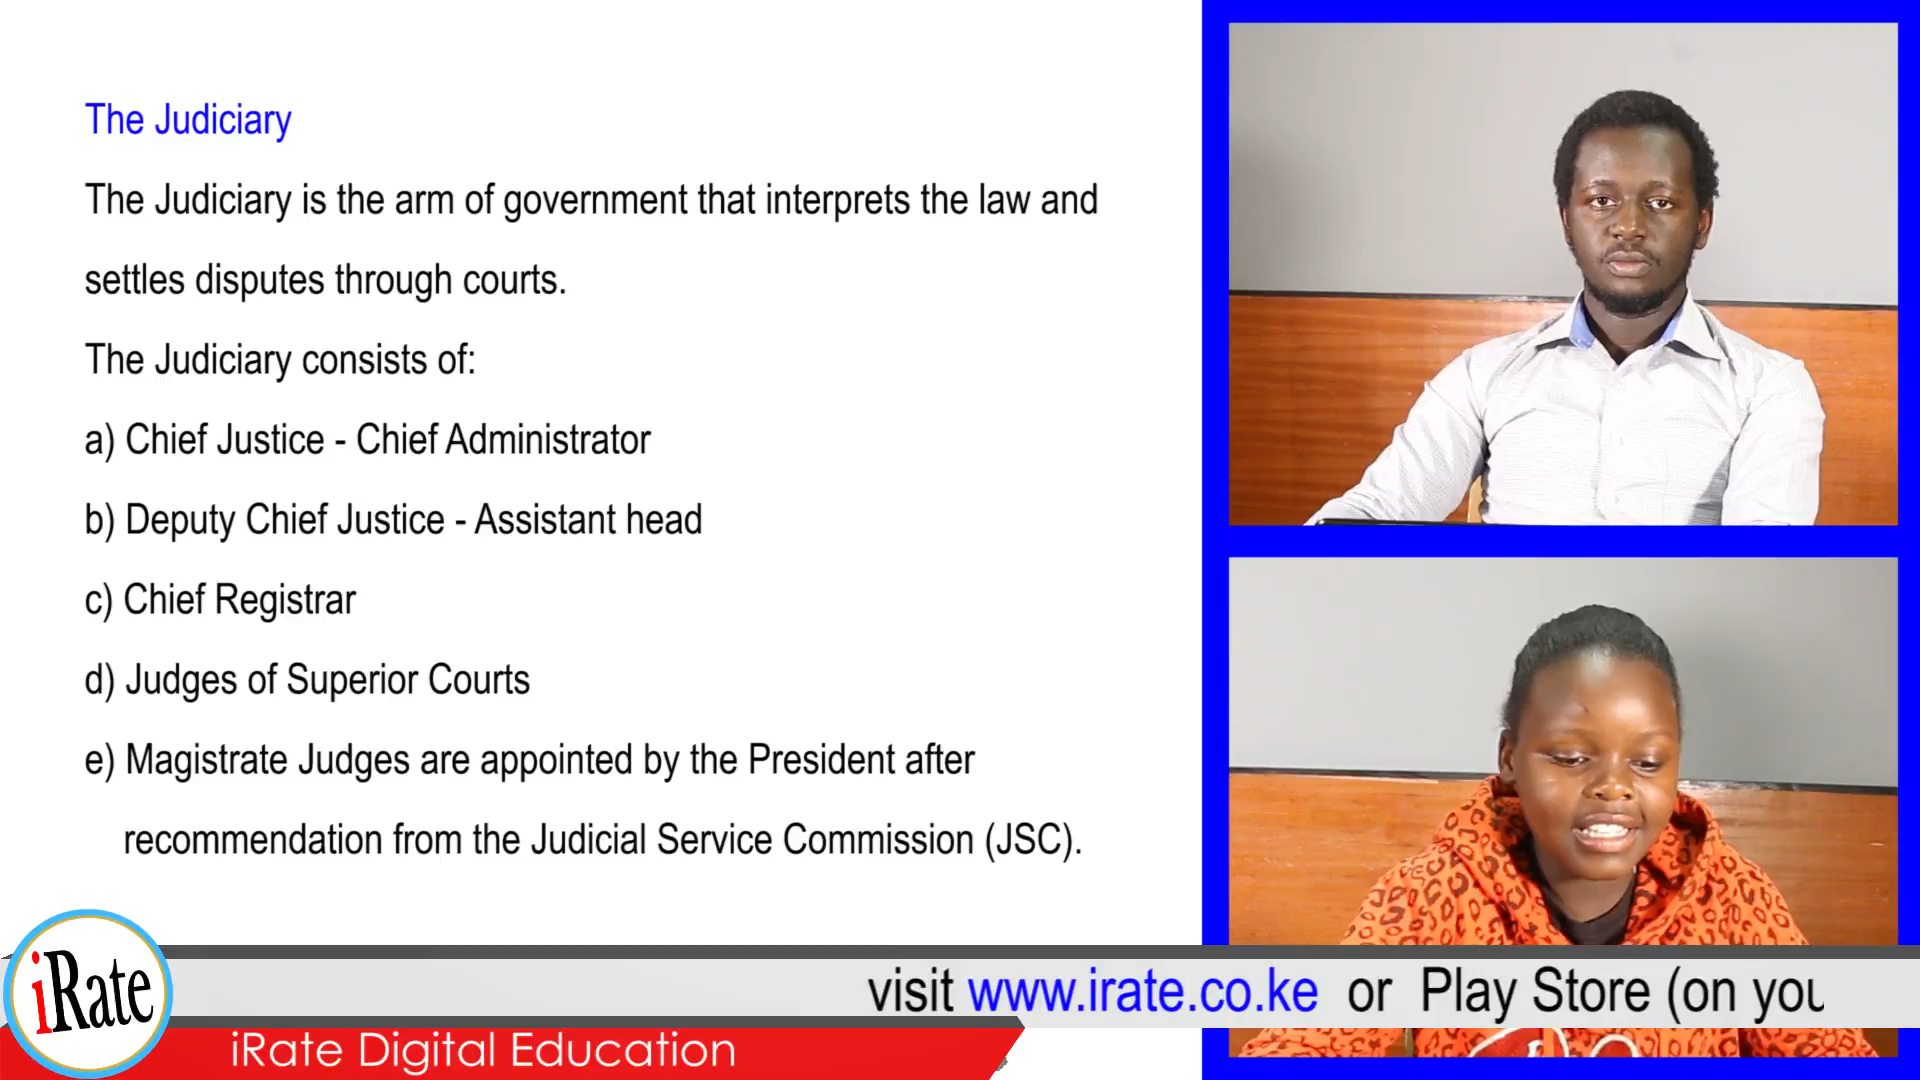 The Judiciary
The Judiciary is the arm of government that interprets the law and
settles disputes through courts.
The Judiciary consists of:
a) Chief Justice - Chief Administrator
b) Deputy Chief Justice - Assistant head
c) Chief Registrar
d) Judges of Superior Courts
e) Magistrate Judges are appointed by the President after
recommendation from the Judicial Service Commission (JSC).
visit www.irate.co.ke or Play Store (on you
iRate
iRate Digital Education